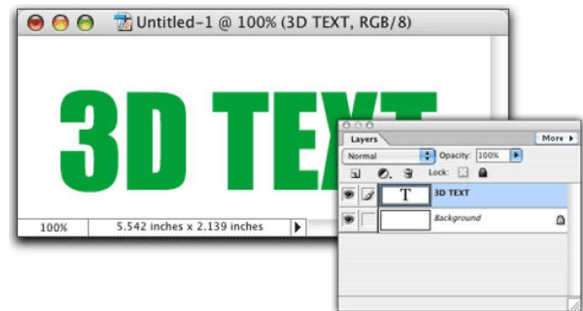 Untitled-1 @ 100% (3D TEXT, RGB/8)
3D TEXT
Layers More
Normal Opacity: 100%
Lock:
T 3D TEXT
Background
100% 5.542 inches x 2.139 inches